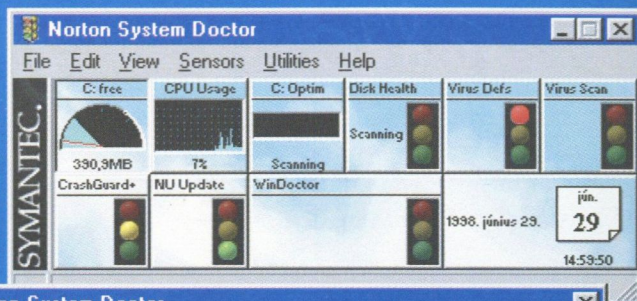 Norton System Doctor
File Edit View Sensors Utilities Help
SYMANTEC.
C: free CPU Usage C: Optim Disk Health Virus Defs Virus Scan
Scanning
390,9MB 7% Scanning
CrashGuard+ NU Update WinDoctor
1998. június 29.
jún.
29
14:59:50
System Doctor